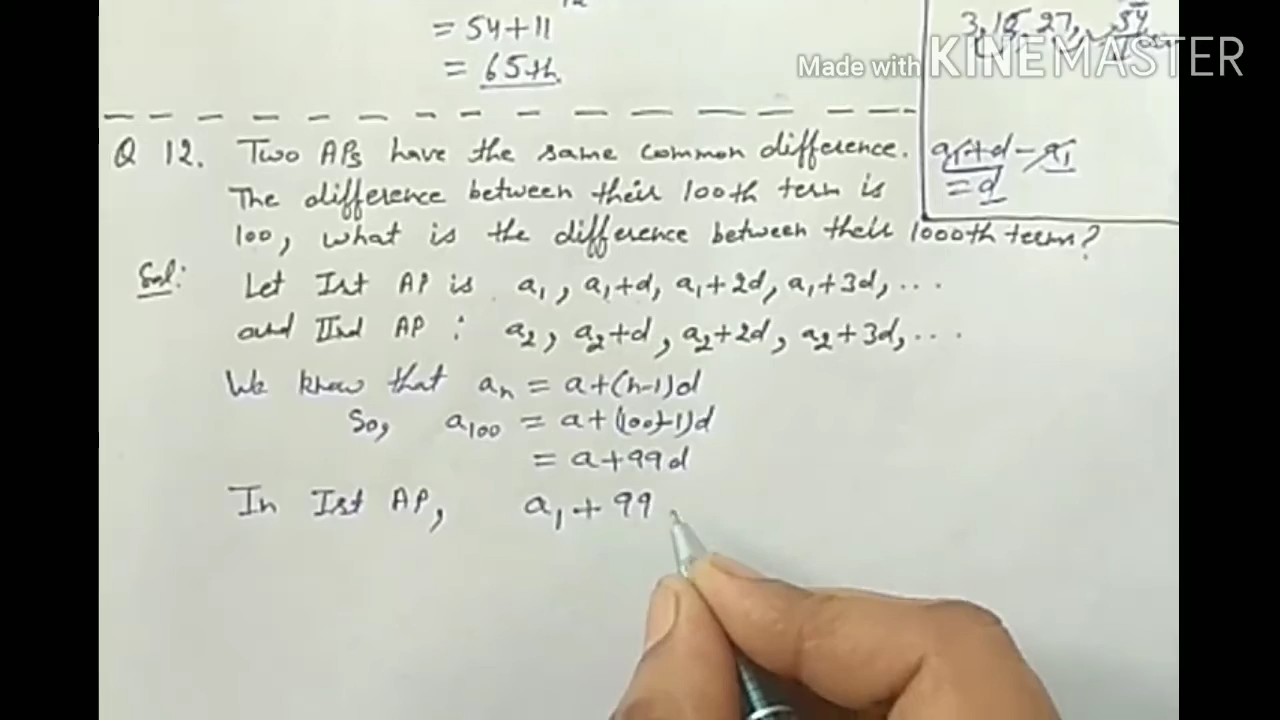 = 54+11
= 65th.
3, 15, 27, 54
Made with KINEMASTER
Q 12. Two APs have the same common difference.
The difference between their 100th term is
100, what is the difference between their 1000th term?
a1+d-a1
= d
Sol: Let Ist AP is a1, a1+d, a1+2d, a1+3d, ...
and IInd AP : a2, a2+d, a2+2d, a2+3d, ...
We know that an = a+(n-1)d
So, a100 = a+(100-1)d
= a+99d
In Ist AP, a1+99